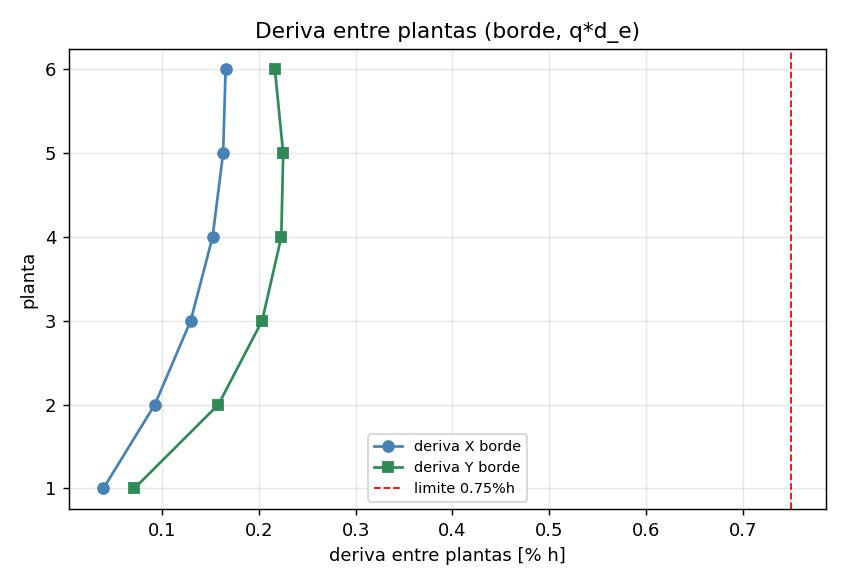 Deriva entre plantas (borde, q*d_e)
planta
6
5
4
3
2
1
deriva X borde
deriva Y borde
limite 0.75%h
0.1 0.2 0.3 0.4 0.5 0.6 0.7
deriva entre plantas [% h]